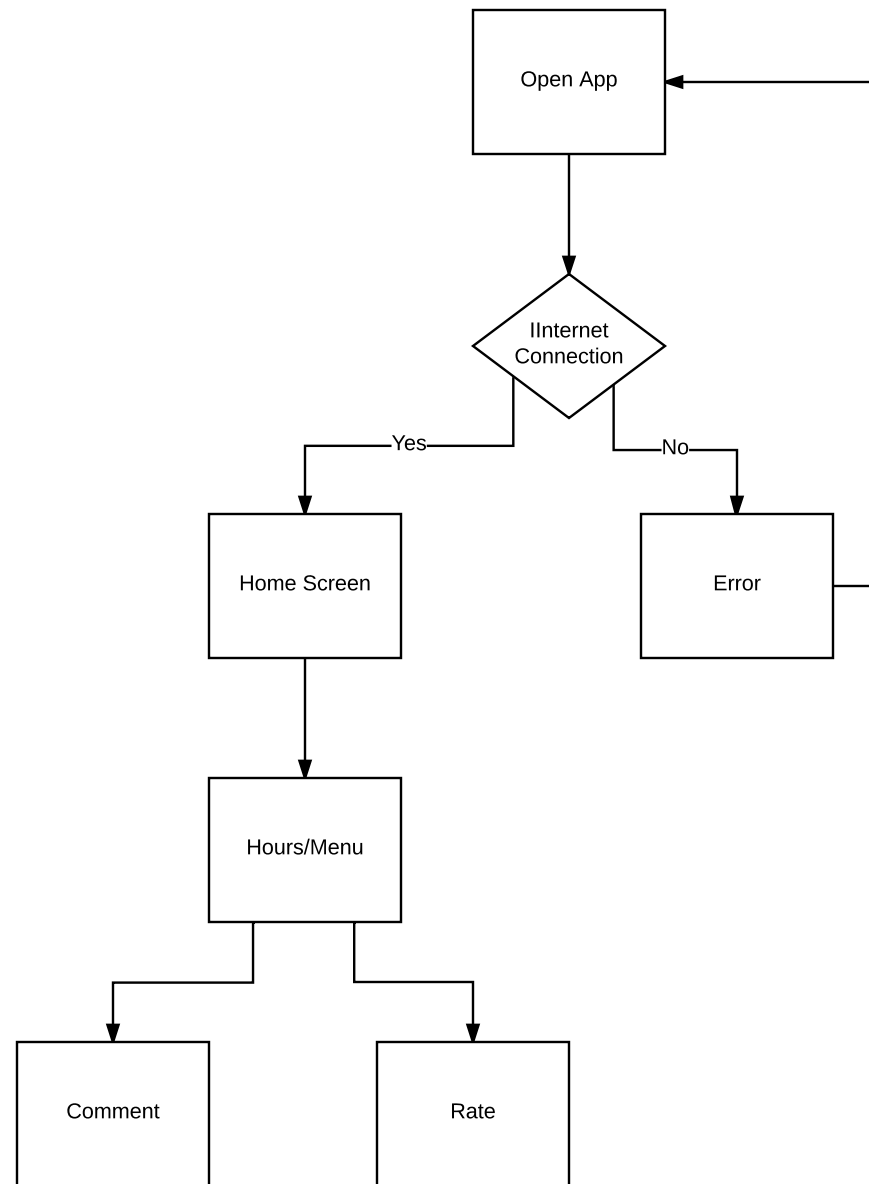 Open App
IInternet
Connection
Yes
No
Home Screen
Error
Hours/Menu
Comment
Rate